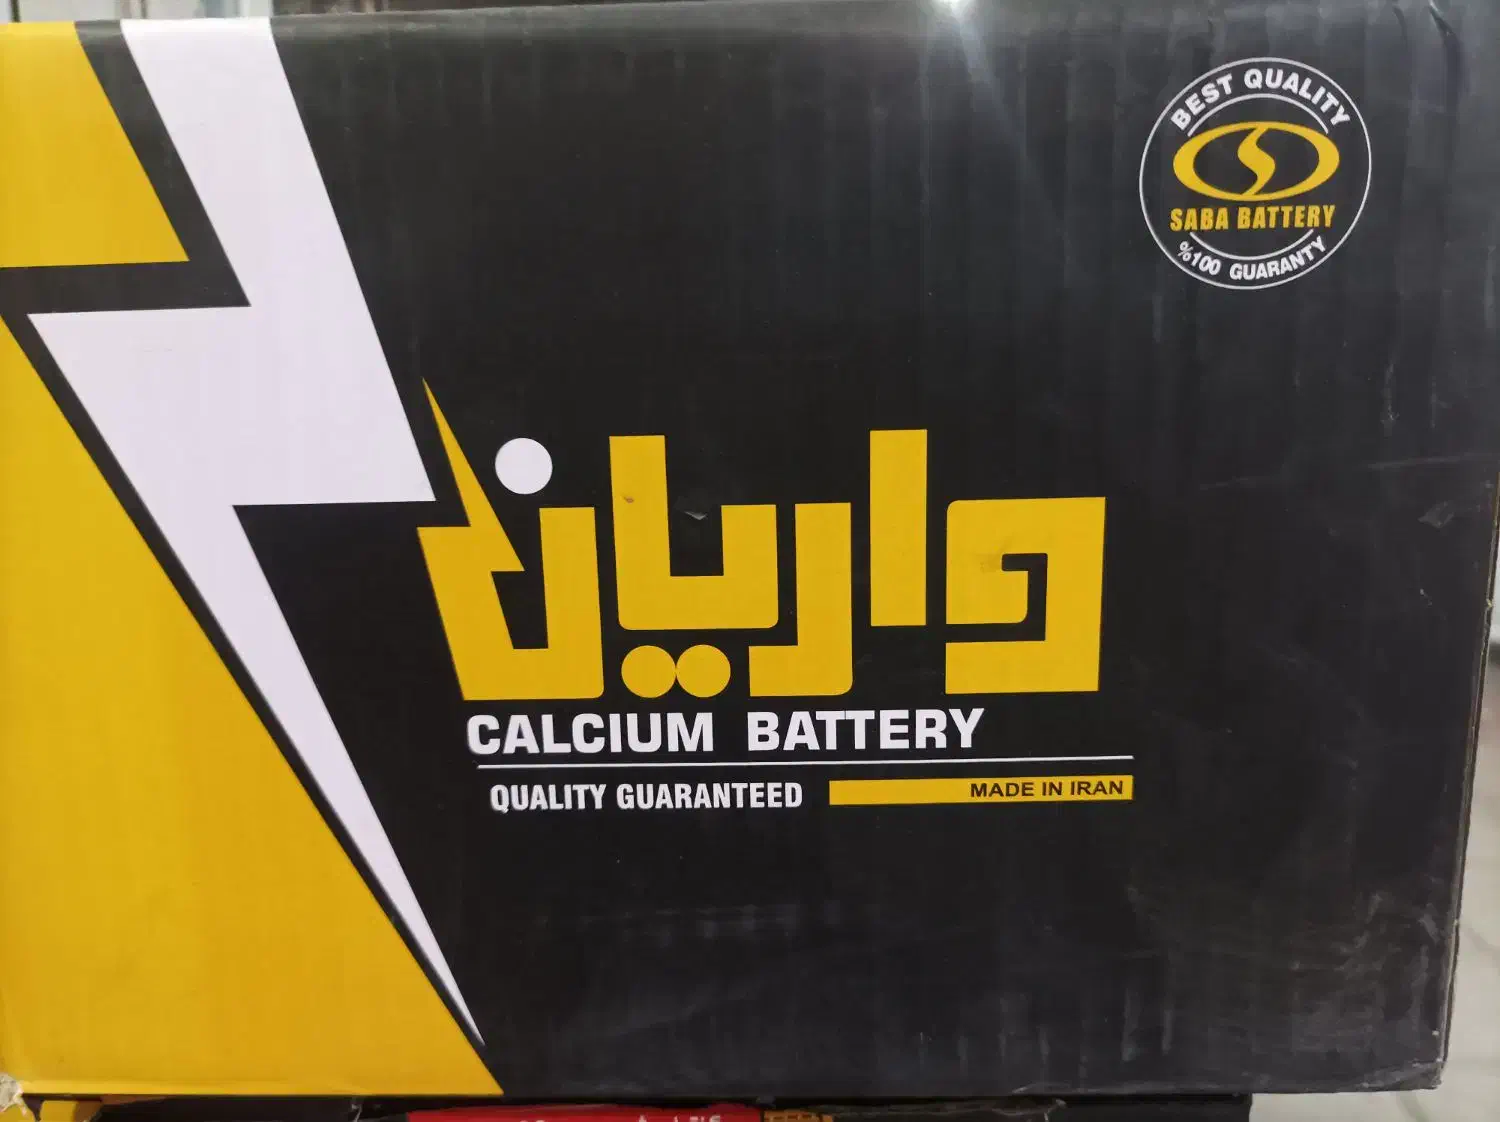 BEST QUALITY
SABA BATTERY
%100 GUARANTY
واریان
CALCIUM BATTERY
QUALITY GUARANTEED
MADE IN IRAN